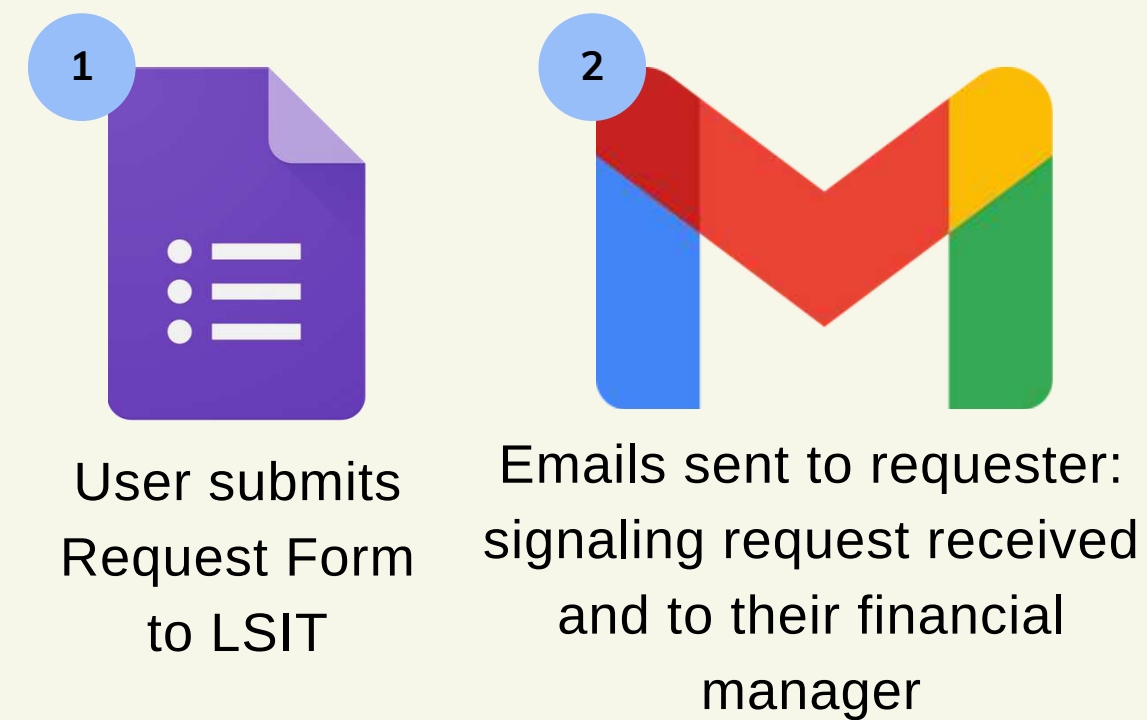 1
User submits
Request Form
to LSIT
2
Emails sent to requester:
signaling request received
and to their financial
manager